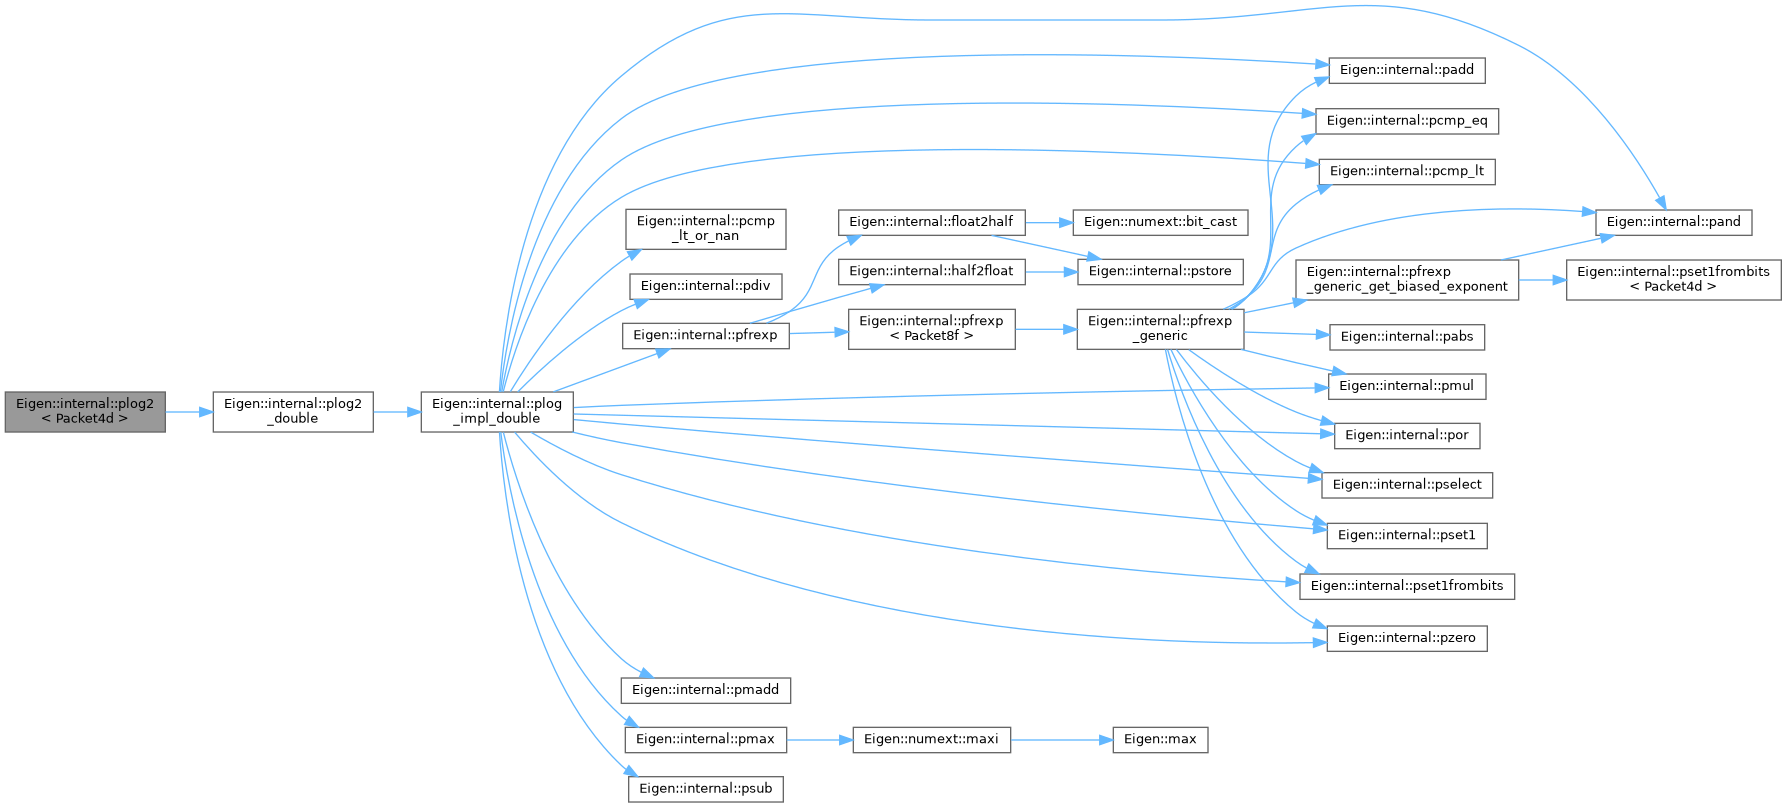 Eigen::internal::plog2
< Packet4d >
Eigen::internal::plog2
_double
Eigen::internal::plog
_impl_double
Eigen::internal::pcmp
_lt_or_nan
Eigen::internal::pdiv
Eigen::internal::pfrexp
Eigen::internal::pmadd
Eigen::internal::pmax
Eigen::internal::psub
Eigen::internal::float2half
Eigen::internal::half2float
Eigen::internal::pfrexp
< Packet8f >
Eigen::numext::maxi
Eigen::numext::bit_cast
Eigen::internal::pstore
Eigen::internal::pfrexp
_generic
Eigen::max
Eigen::internal::padd
Eigen::internal::pcmp_eq
Eigen::internal::pcmp_lt
Eigen::internal::pfrexp
_generic_get_biased_exponent
Eigen::internal::pabs
Eigen::internal::pmul
Eigen::internal::por
Eigen::internal::pselect
Eigen::internal::pset1
Eigen::internal::pset1frombits
Eigen::internal::pzero
Eigen::internal::pand
Eigen::internal::pset1frombits
< Packet4d >